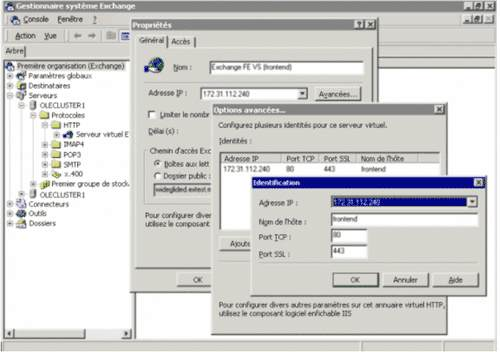 Gestionnaire système Exchange
Console Fenêtre ?
Action Vue
Arbre
Première organisation (Exchange)
Paramètres globaux
Destinataires
Serveurs
OLECLUSTER1
Protocoles
HTTP
Serveur virtuel E
IMAP4
POP3
SMTP
x.400
Premier groupe de stock
OLECLUSTER1
Connecteurs
Outils
Dossiers
Propriétés
Général Accès
Nom : Exchange FE VS (frontend)
Adresse IP : 172.31.112.240 Avancées...
Limiter le nombr
Délai (s) :
Chemin d'accès Exc
Boîtes aux lett
Dossier public :
Pour configurer diver
utilisez le composant
OK
Options avancées...
Configurez plusieurs identités pour ce serveur virtuel.
Identités :
Adresse IP Port TCP Port SSL Nom de l'hôte
172.31.112.240 80 443 frontend
Ajoute
Pour configurer divers autres paramètres sur cet annuaire virtuel HTTP,
utilisez le composant logiciel enfichable IIS
Identification
Adresse IP : 172.31.112.240
Nom de l'hôte : frontend
Port TCP : 80
Port SSL : 443
OK Annuler Aide